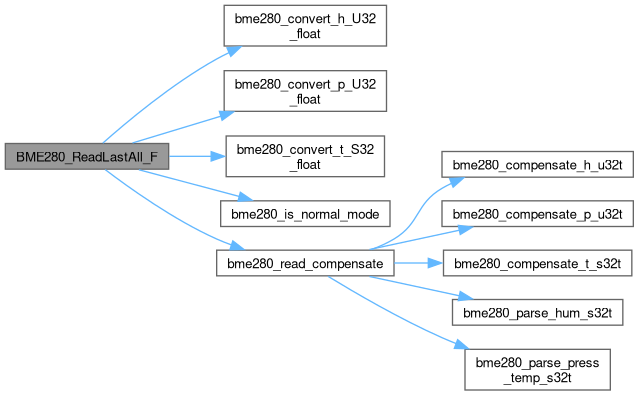 bme280_convert_h_U32
_float
bme280_convert_p_U32
_float
BME280_ReadLastAll_F
bme280_convert_t_S32
_float
bme280_is_normal_mode
bme280_read_compensate
bme280_compensate_h_u32t
bme280_compensate_p_u32t
bme280_compensate_t_s32t
bme280_parse_hum_s32t
bme280_parse_press
_temp_s32t